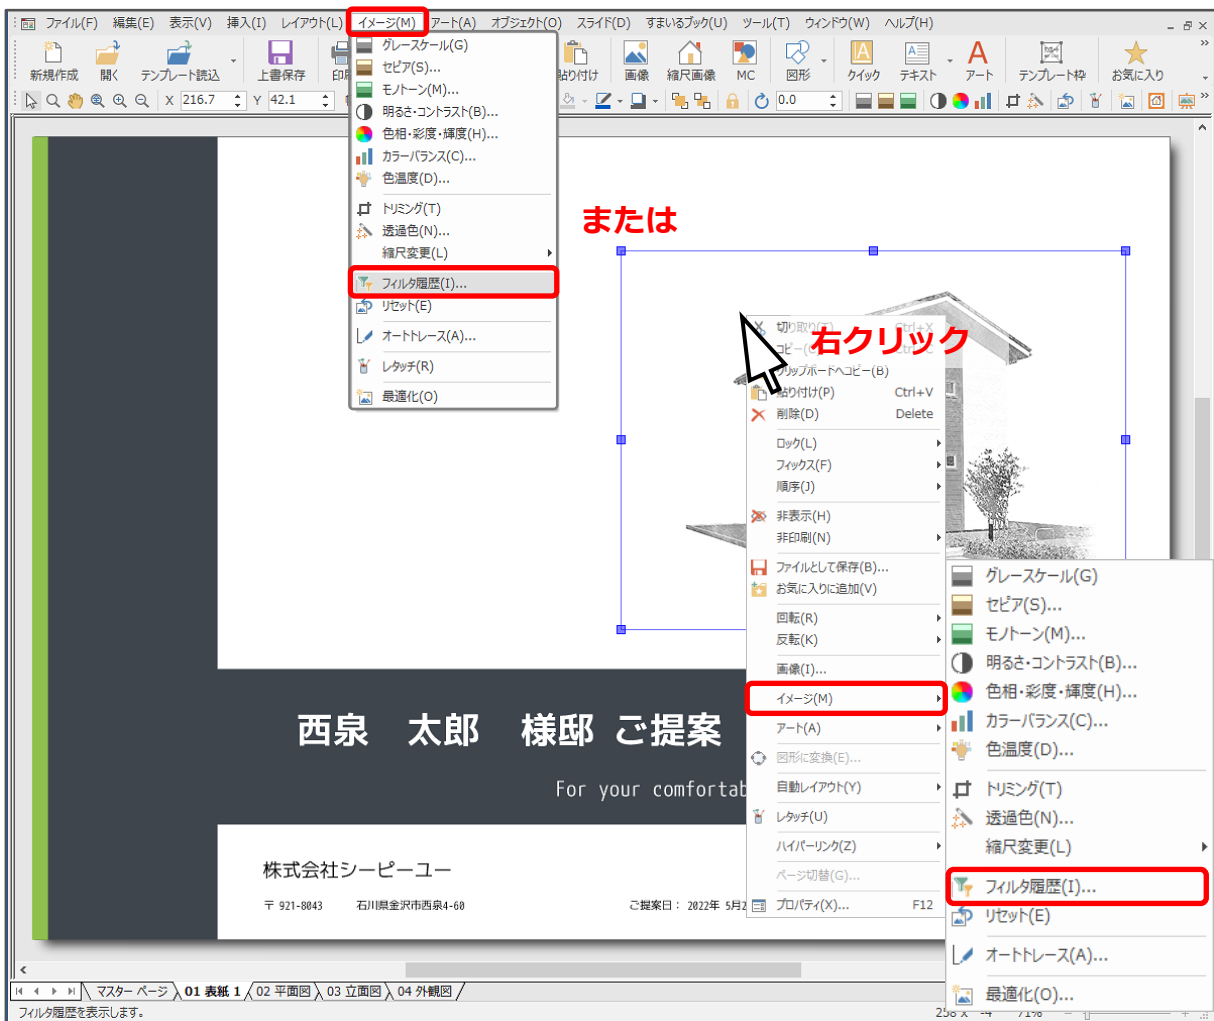 ファイル(F) 編集(E) 表示(V) 挿入(I) レイアウト(L) イメージ(M) アート(A) オブジェクト(O) スライド(D) すまいるブック(U) ツール(T) ウィンドウ(W) ヘルプ(H)
新規作成 開く テンプレート読込 上書保存 貼り付け 画像 縮尺画像 MC 図形 クイック テキスト アート テンプレート枠 お気に入り
X 216.7 Y 42.1 0.0
グレースケール(G)
セピア(S)...
モノトーン(M)...
明るさ・コントラスト(B)...
色相・彩度・輝度(H)...
カラーバランス(C)...
色温度(D)...
トリミング(T)
透過色(N)...
縮尺変更(L)
フィルタ履歴(I)...
リセット(E)
オートトレース(A)...
レタッチ(R)
最適化(O)
または
右クリック
切り取り(T) Ctrl+X
コピー(C) Ctrl+C
クリップボードへコピー(B)
貼り付け(P) Ctrl+V
削除(D) Delete
ロック(L)
フィックス(F)
順序(J)
非表示(H)
非印刷(N)
ファイルとして保存(B)...
お気に入りに追加(V)
回転(R)
反転(K)
画像(I)...
イメージ(M)
アート(A)
図形に変換(E)...
自動レイアウト(Y)
レタッチ(U)
ハイパーリンク(Z)
ページ切替(G)...
プロパティ(X)... F12
グレースケール(G)
セピア(S)...
モノトーン(M)...
明るさ・コントラスト(B)...
色相・彩度・輝度(H)...
カラーバランス(C)...
色温度(D)...
トリミング(T)
透過色(N)...
縮尺変更(L)
フィルタ履歴(I)...
リセット(E)
オートトレース(A)...
最適化(O)...
西泉 太郎 様邸 ご提案
For your comfortab
株式会社シーピーユー
〒 921-8043 石川県金沢市西泉4-60 ご提案日： 2022年 5月2
マスター ページ 01 表紙 1 02 平面図 03 立面図 04 外観図
フィルタ履歴を表示します。